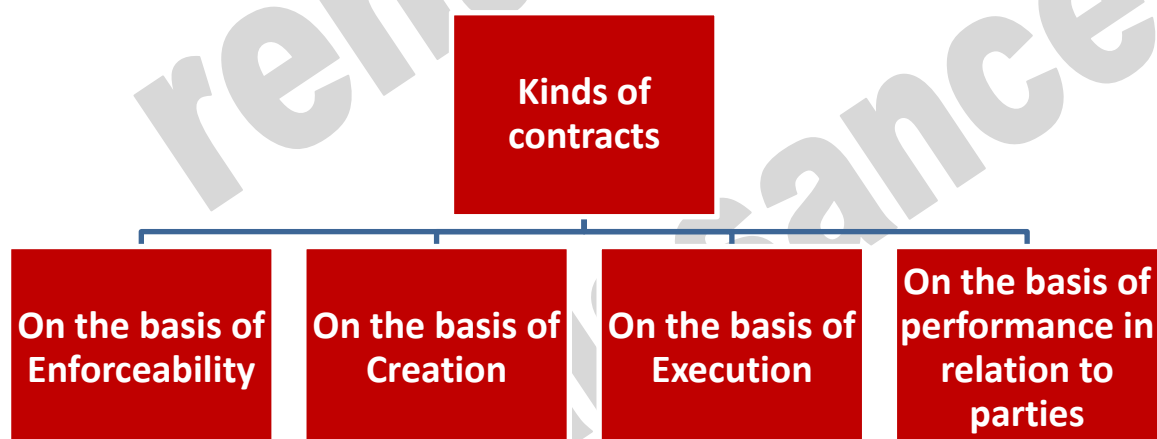 Kinds of
contracts
On the basis of
Enforceability
On the basis of
Creation
On the basis of
Execution
On the basis of
performance in
relation to
parties